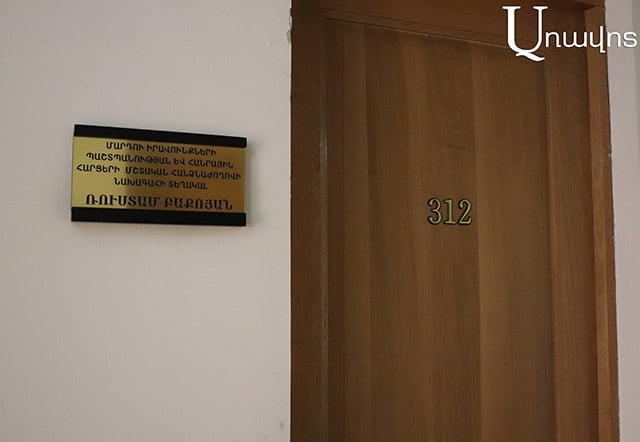 ՄԱՐԴՈՒ ԻՐԱՎՈՒՆՔՆԵՐԻ
ՊԱՇՏՊԱՆՈՒԹՅԱՆ ԵՎ ՀԱՆՐԱՅԻՆ
ՀԱՐՑԵՐԻ ՄՇՏԱԿԱՆ ՀԱՆՁՆԱԺՈՂՈՎԻ
ՆԱԽԱԳԱՀԻ ՏԵՂԱԿԱԼ
ՌՈՒՍՏԱՄ ԲԱՔՈՅԱՆ
312
Առավոտ